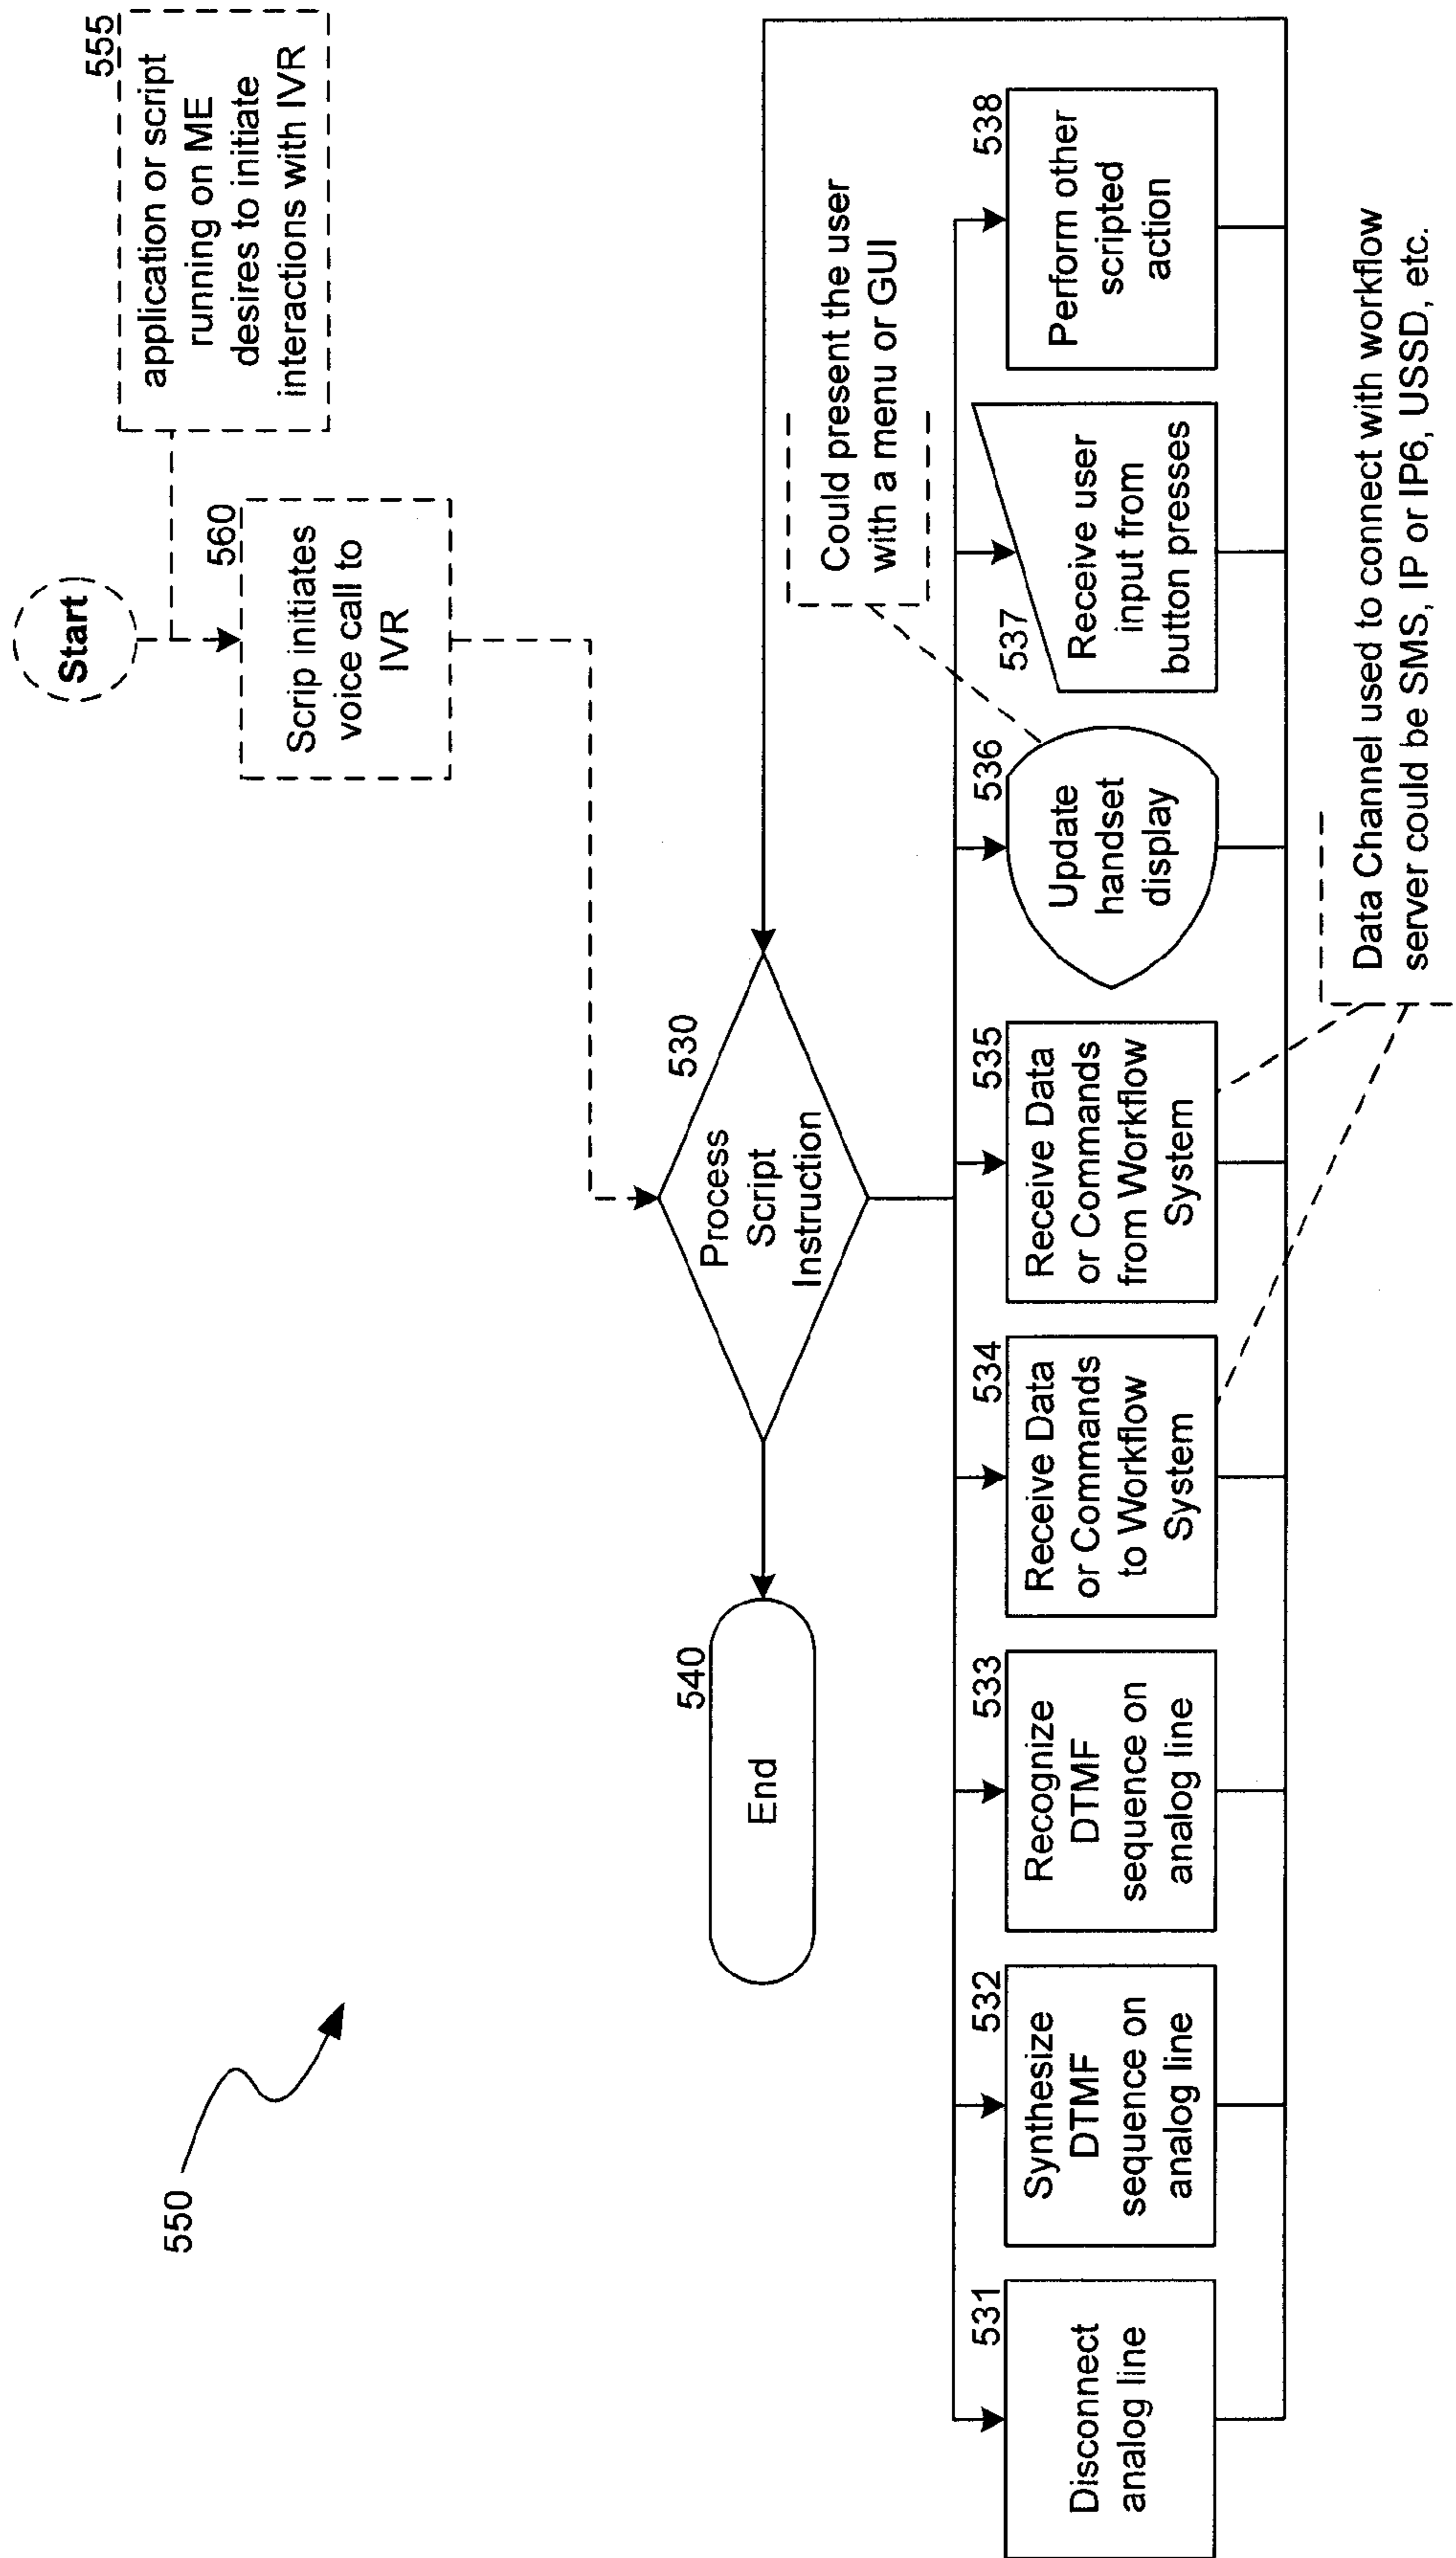 550
Start
555
application or script
running on ME
desires to initiate
interactions with IVR
560
Scrip initiates
voice call to
IVR
530
Process
Script
Instruction
540
End
Could present the user
with a menu or GUI
531
Disconnect
analog line
532
Synthesize
DTMF
sequence on
analog line
533
Recognize
DTMF
sequence on
analog line
534
Receive Data
or Commands
to Workflow
System
535
Receive Data
or Commands
from Workflow
System
536
Update
handset
display
537
Receive user
input from
button presses
538
Perform other
scripted
action
Data Channel used to connect with workflow
server could be SMS, IP or IP6, USSD, etc.